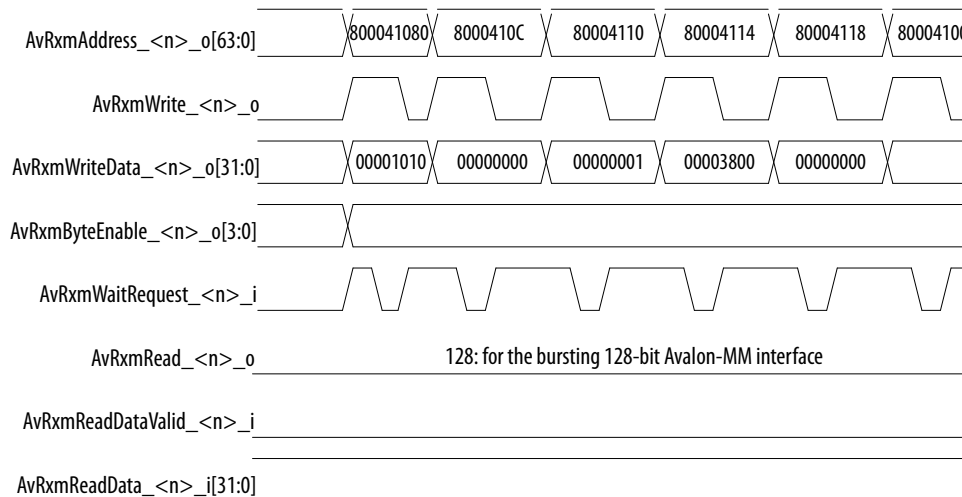 AvRxmAddress_<n>_o[63:0]
800041080 8000410C 80004110 80004114 80004118
AvRxmWrite_<n>_o
AvRxmWriteData_<n>_o[31:0]
00001010 00000000 00000001 00003800 00000000
AvRxmByteEnable_<n>_o[3:0]
AvRxmWaitRequest_<n>_i
AvRxmRead_<n>_o
128: for the bursting 128-bit Avalon-MM interface
AvRxmReadDataValid_<n>_i
AvRxmReadData_<n>_i[31:0]